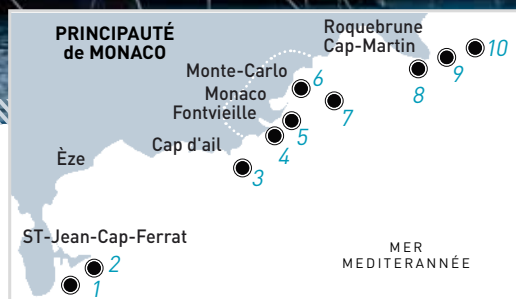 PRINCIPAUTÉ
de MONACO
Roquebrune
Cap-Martin
Monte-Carlo
Monaco
Fontvieille
Cap d'ail
Èze
ST-Jean-Cap-Ferrat
MER
MEDITERANNÉE
1
2
3
4
5
6
7
8
9
10